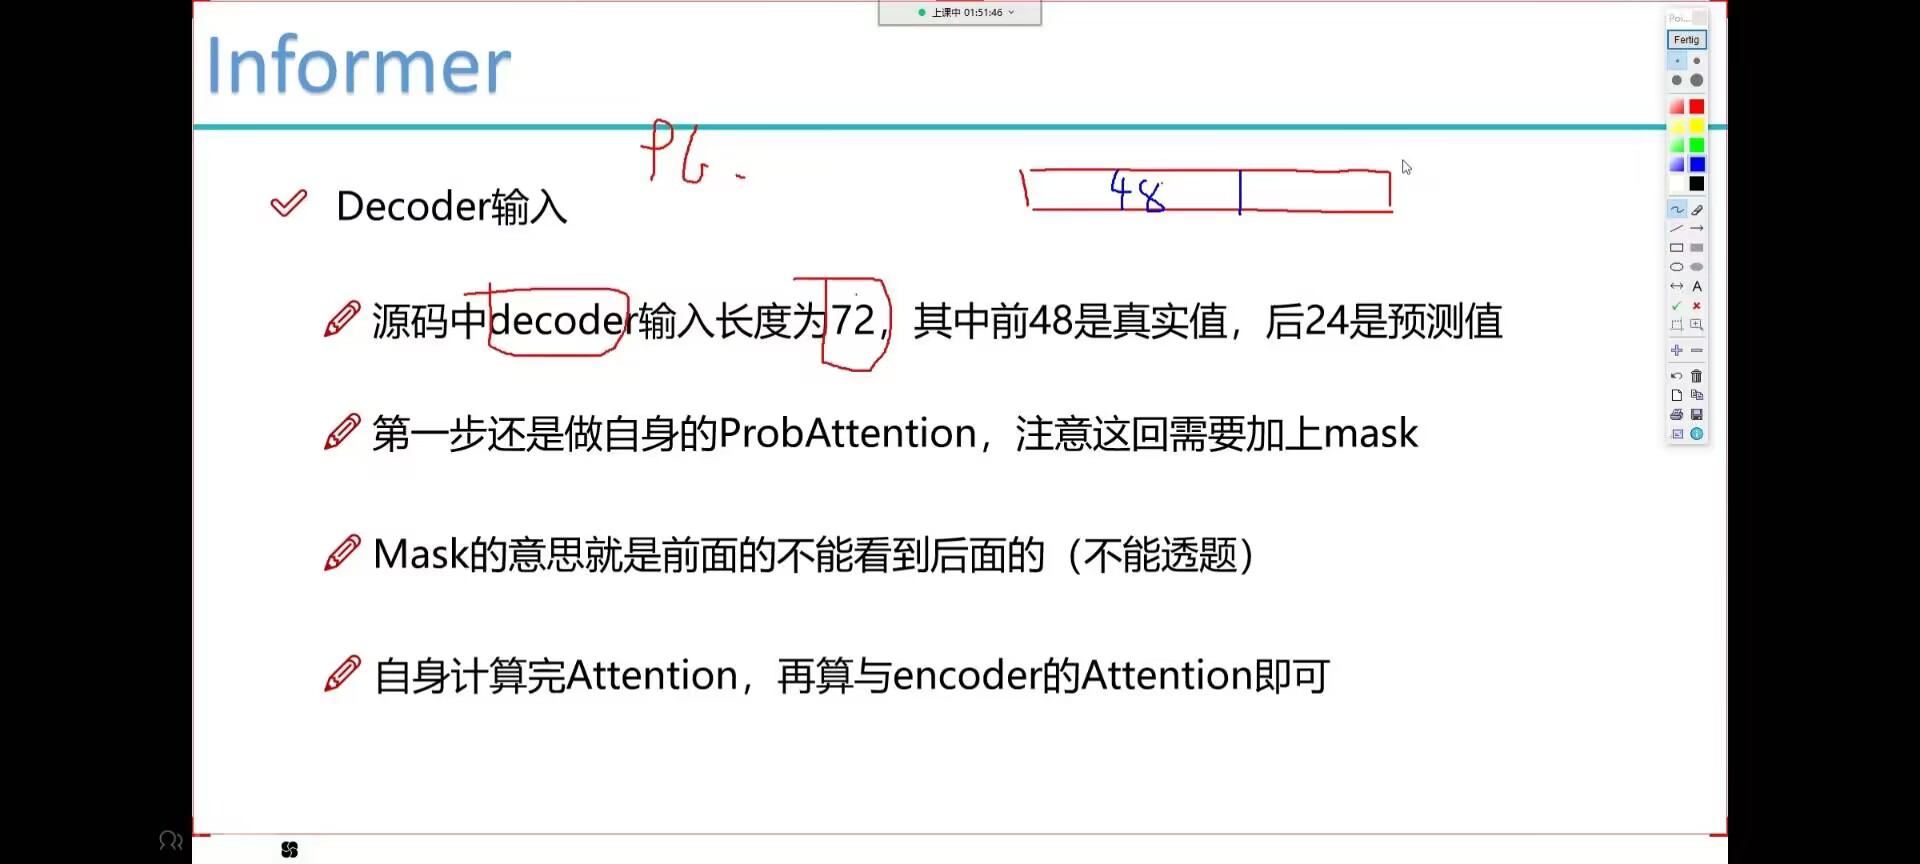 上课中 01:51:46
Informer
Fertig
48
Decoder输入
源码中decoder输入长度为72，其中前48是真实值，后24是预测值
第一步还是做自身的ProbAttention，注意这回需要加上mask
Mask的意思就是前面的不能看到后面的（不能透题）
自身计算完Attention，再算与encoder的Attention即可